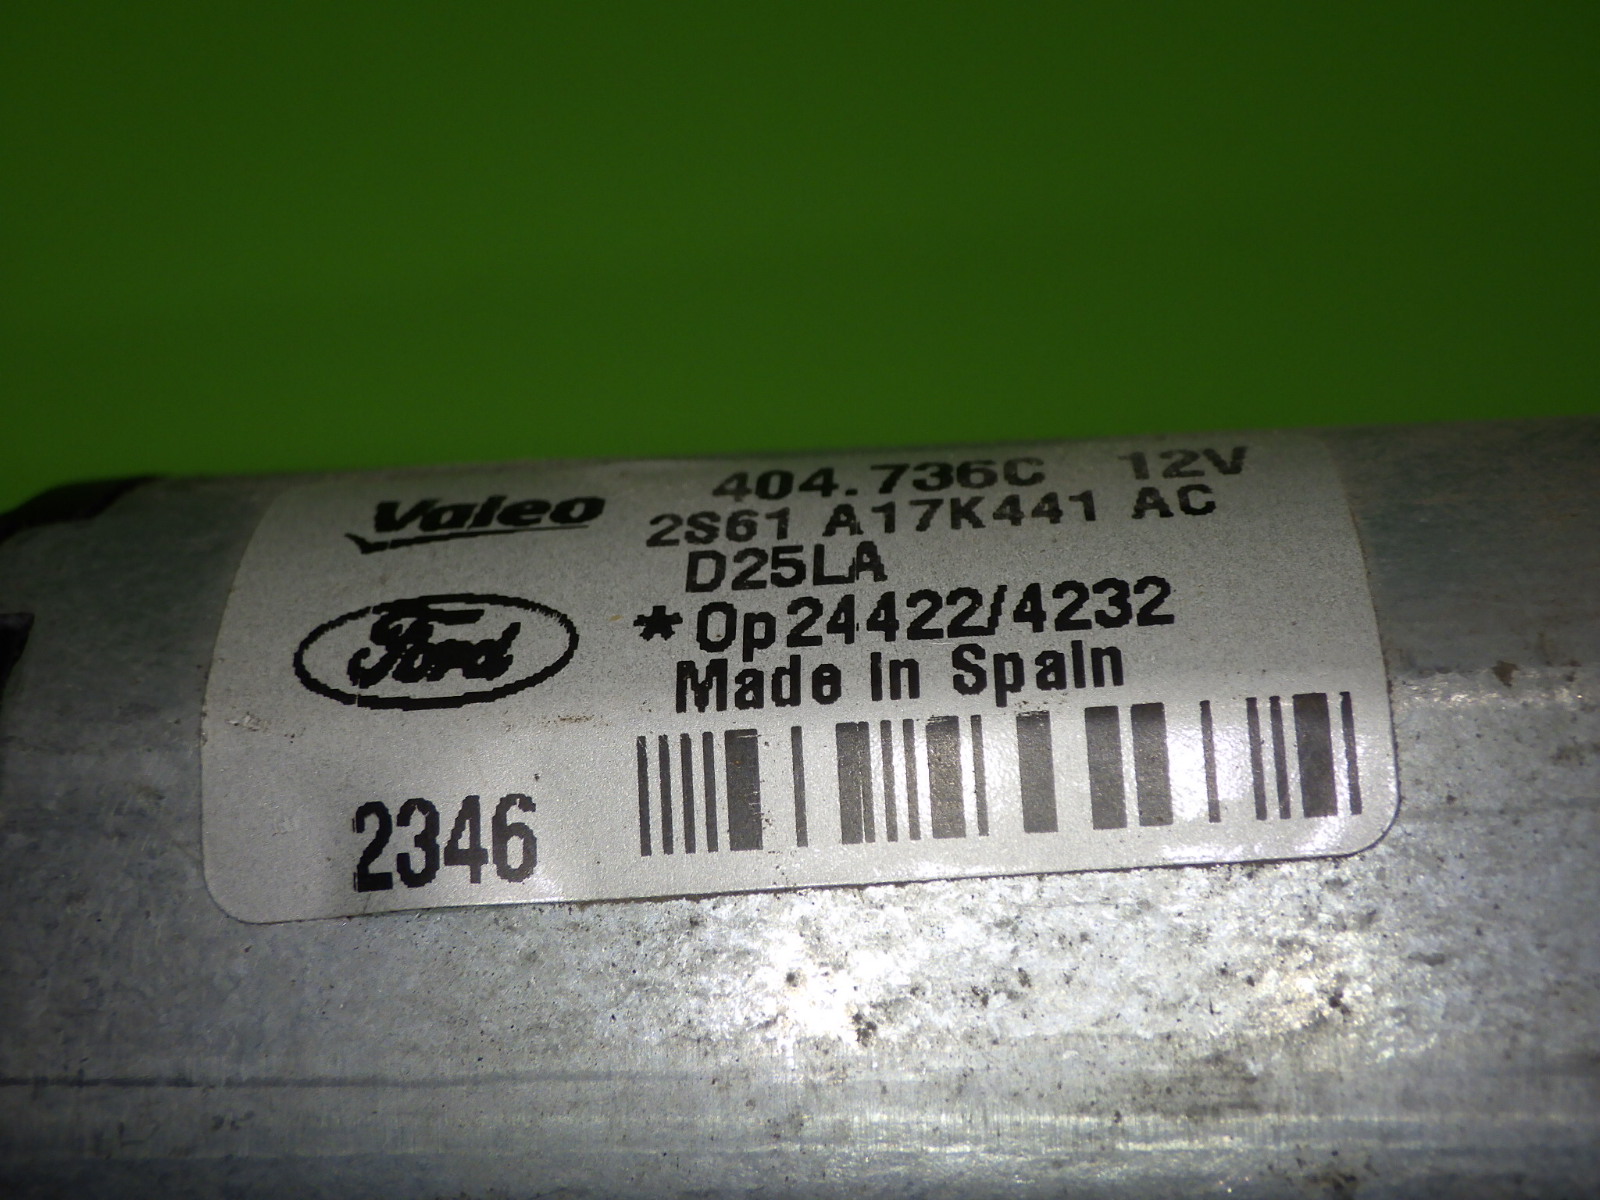 Valeo
404.736C 12V
2S61 A17K441 AC
D25LA
Ford
*Op24422/4232
Made in Spain
2346